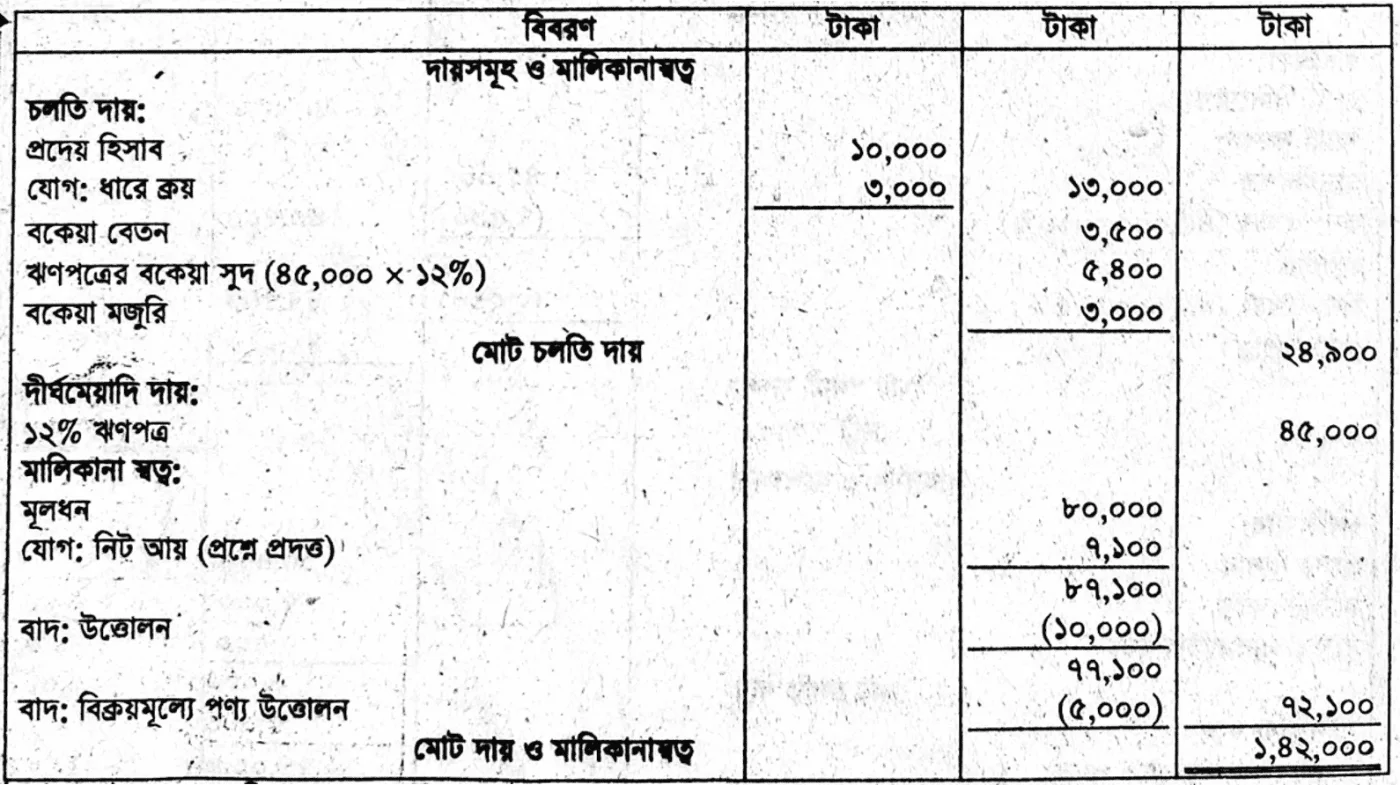 বিবরণ টাকা টাকা টাকা
দায়সমূহ ও মালিকানাস্বত্ব
চলতি দায়:
প্রদেয় হিসাব ১০,০০০
যোগ: ধারে ক্রয় ৩,০০০ ১৩,০০০
বকেয়া বেতন ৩,৫০০
ঋণপত্রের বকেয়া সুদ (৪৫,০০০ × ১২%) ৫,৪০০
বকেয়া মজুরি ৩,০০০
মোট চলতি দায় ২৪,৯০০
দীর্ঘমেয়াদি দায়:
১২% ঋণপত্র ৪৫,০০০
মালিকানা স্বত্ব:
মূলধন ৮০,০০০
যোগ: নিট আয় (প্রশ্নে প্রদত্ত) ৭,১০০
৮৭,১০০
বাদ: উত্তোলন (১০,০০০)
৭৭,১০০
বাদ: বিক্রয়মূল্যে পণ্য উত্তোলন (৫,০০০) ৭২,১০০
মোট দায় ও মালিকানাস্বত্ব ১,৪২,০০০